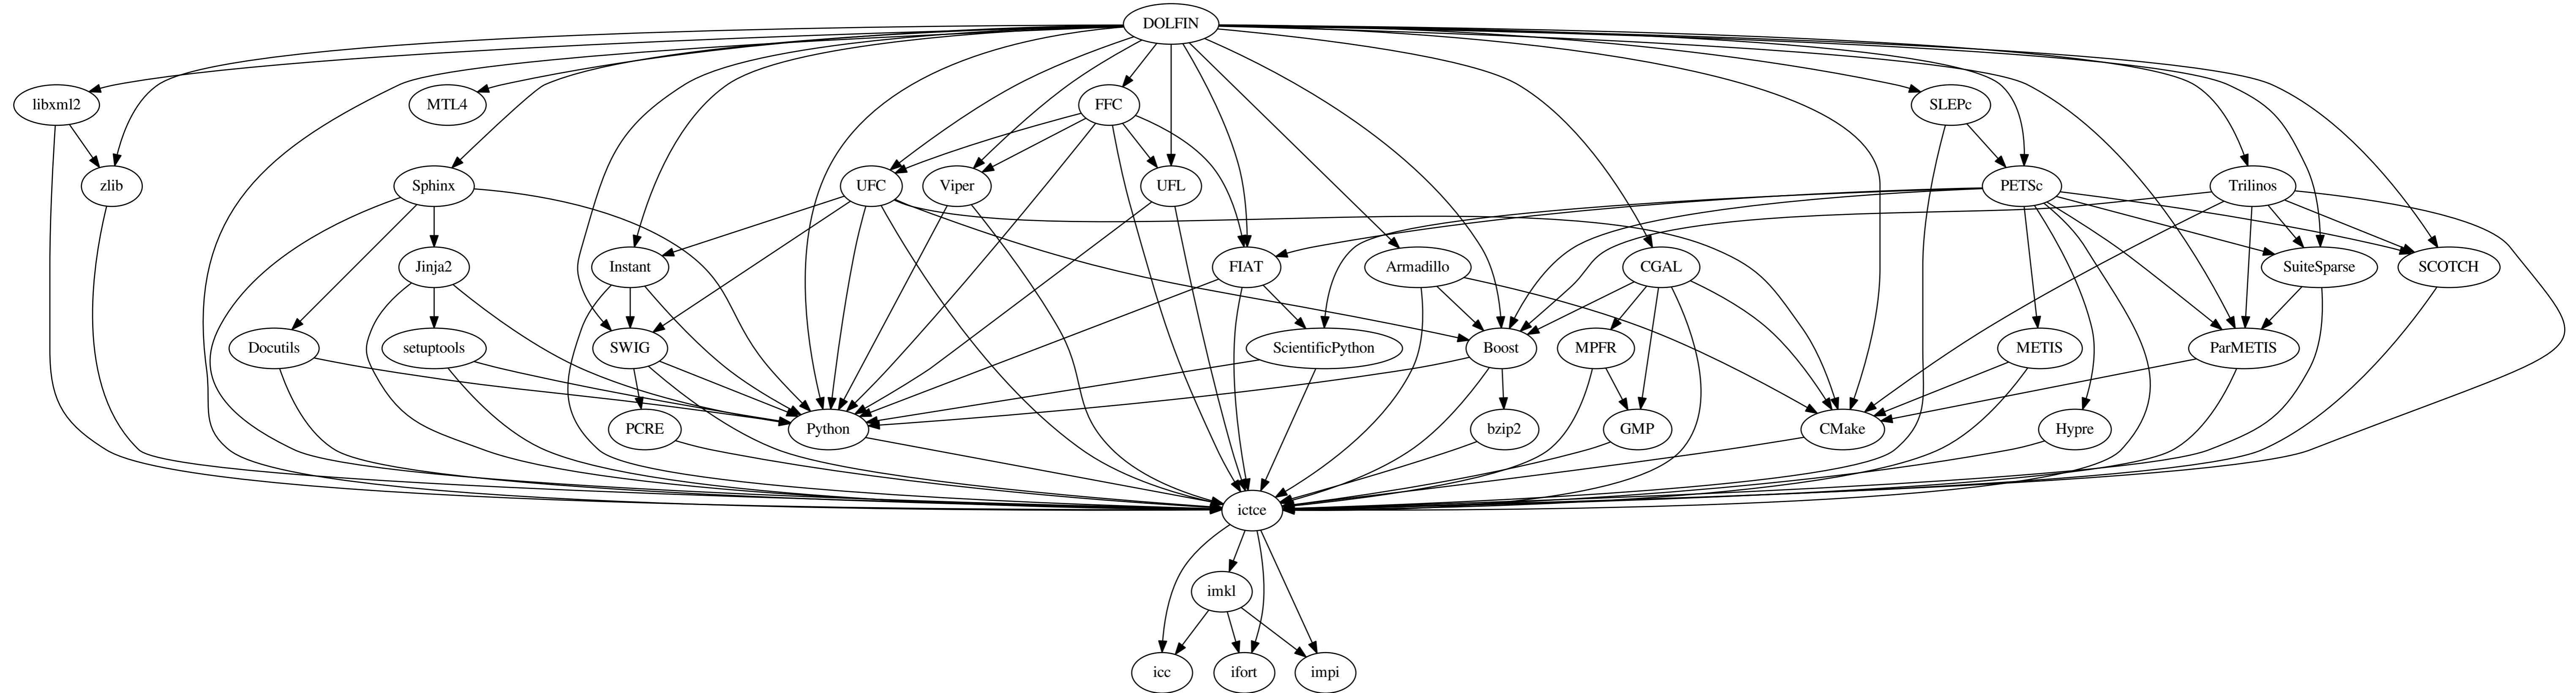 DOLFIN
libxml2
MTL4
FFC
SLEPc
zlib
Sphinx
UFC
Viper
UFL
PETSc
Trilinos
Jinja2
Instant
FIAT
Armadillo
CGAL
SuiteSparse
SCOTCH
Docutils
setuptools
SWIG
ScientificPython
Boost
MPFR
METIS
ParMETIS
PCRE
Python
bzip2
GMP
CMake
Hypre
ictce
imkl
icc
ifort
impi